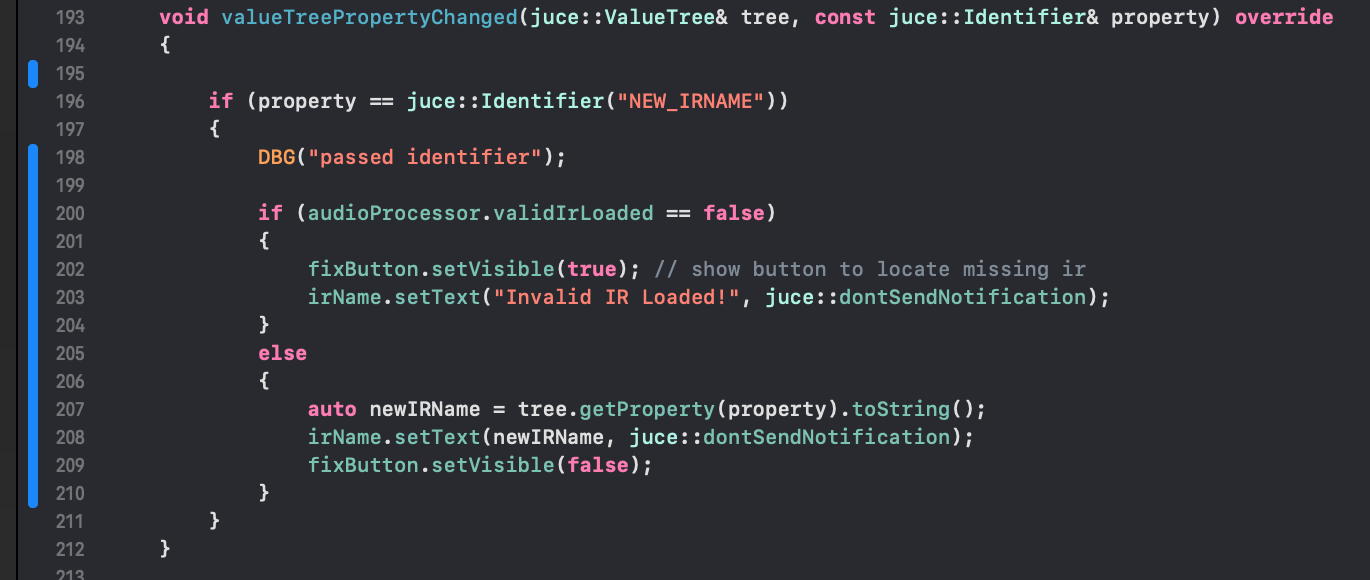 193 void valueTreePropertyChanged(juce::ValueTree& tree, const juce::Identifier& property) override
194 {
195
196 if (property == juce::Identifier("NEW_IRNAME"))
197 {
198 DBG("passed identifier");
199
200 if (audioProcessor.validIrLoaded == false)
201 {
202 fixButton.setVisible(true); // show button to locate missing ir
203 irName.setText("Invalid IR Loaded!", juce::dontSendNotification);
204 }
205 else
206 {
207 auto newIRName = tree.getProperty(property).toString();
208 irName.setText(newIRName, juce::dontSendNotification);
209 fixButton.setVisible(false);
210 }
211 }
212 }
213